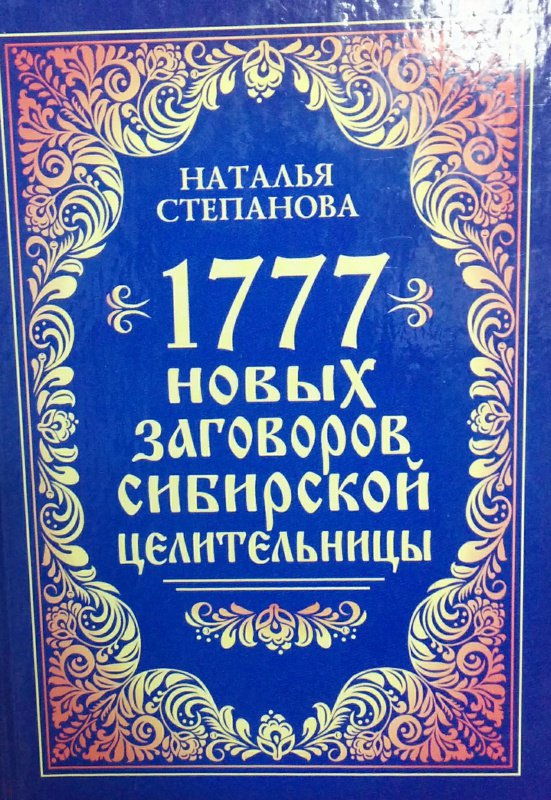 НАТАЛЬЯ
СТЕПАНОВА
1777
НОВЫХ
ЗАГОВОРОВ
СИБИРСКОЙ
ЦЕЛИТЕЛЬНИЦЫ